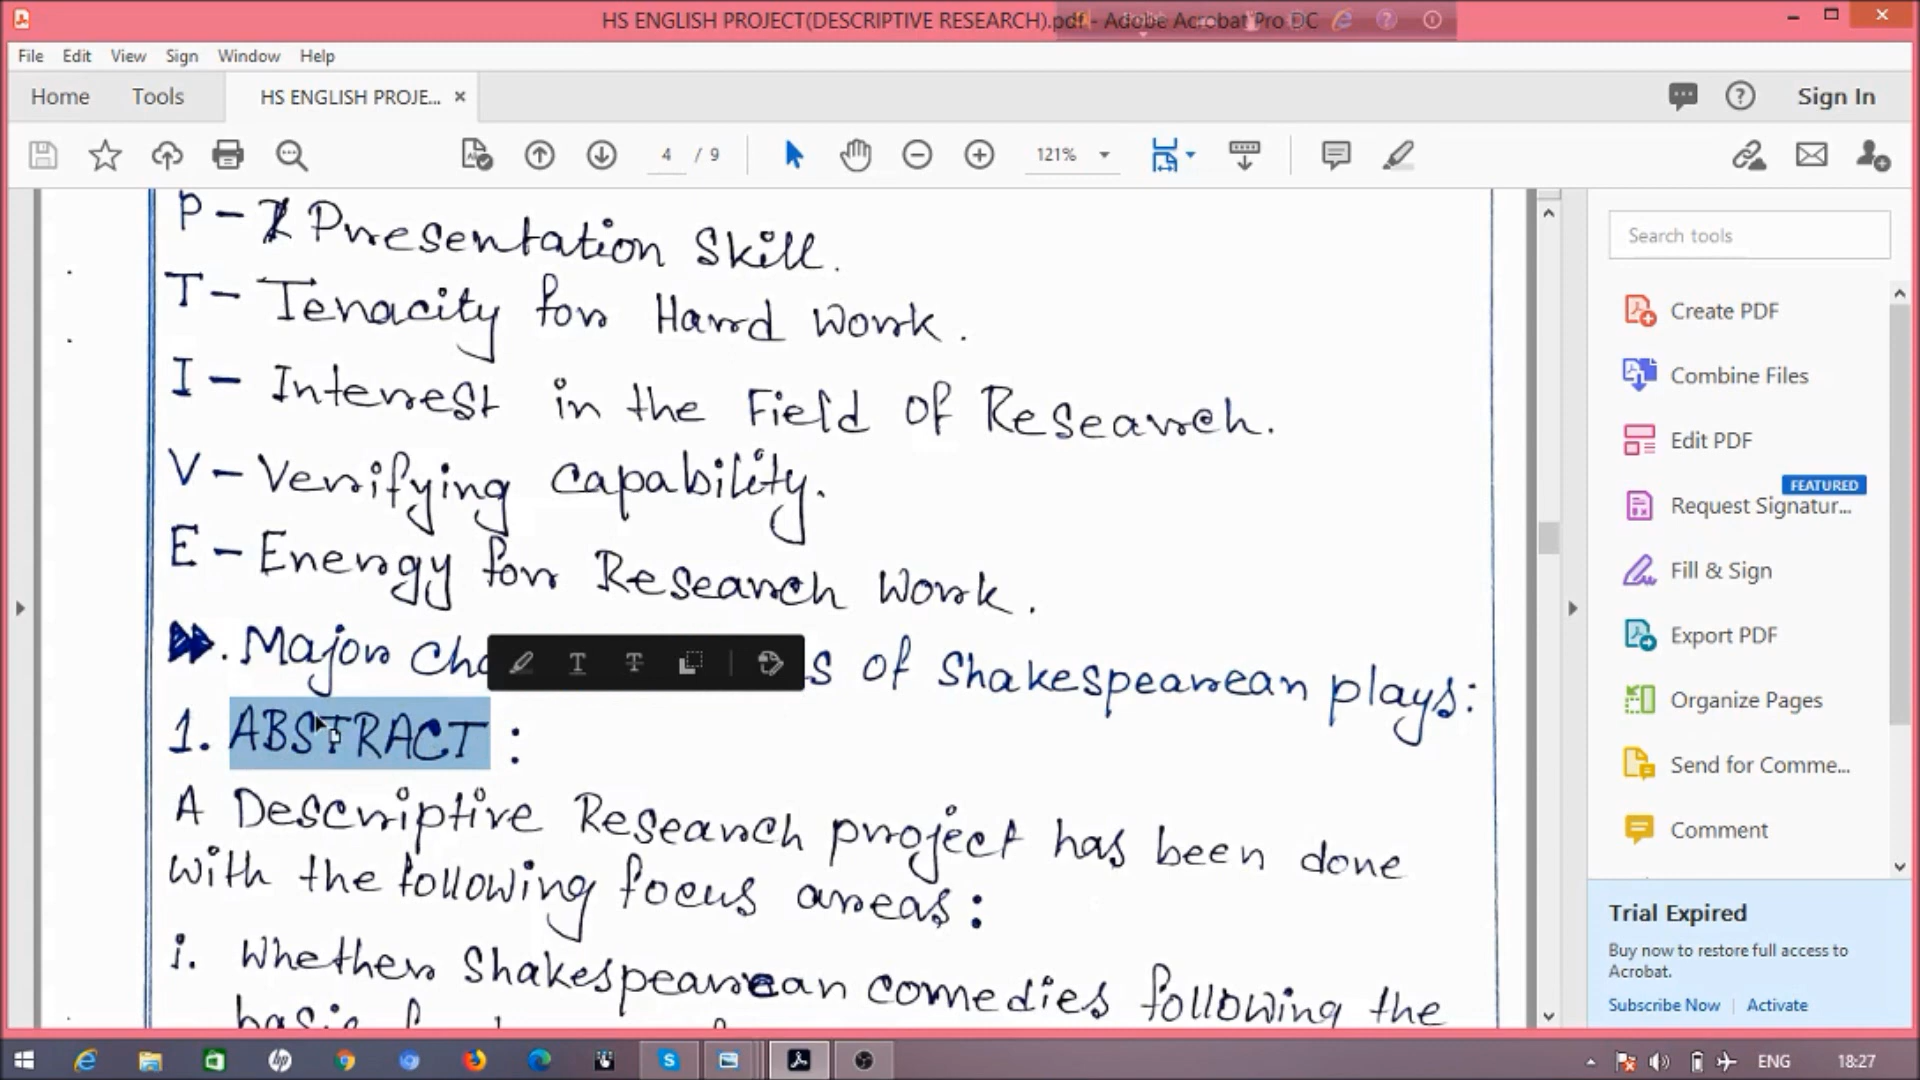 HS ENGLISH PROJECT(DESCRIPTIVE RESEARCH).pdf - Adobe Acrobat Pro DC
File Edit View Window Sign Help
Home Tools HS ENGLISH PROJE... × Sign In
4 / 9 121%
P - Presentation Skill.
T - Tenacity for Hard Work.
I - Interest in the Field of Research.
V - Verifying capability.
E - Energy for Research Work.
. Major Cha s of Shakespearean plays:
1. ABSTRACT :
A Descriptive Research project has been done
with the following focus areas:
i. Whether Shakespearean comedies following the
Search tools
Create PDF
Combine Files
Edit PDF
FEATURED
Request Signatur...
Fill & Sign
Export PDF
Organize Pages
Send for Comme...
Comment
Trial Expired
Buy now to restore full access to
Acrobat.
Subscribe Now | Activate
ENG 18:27